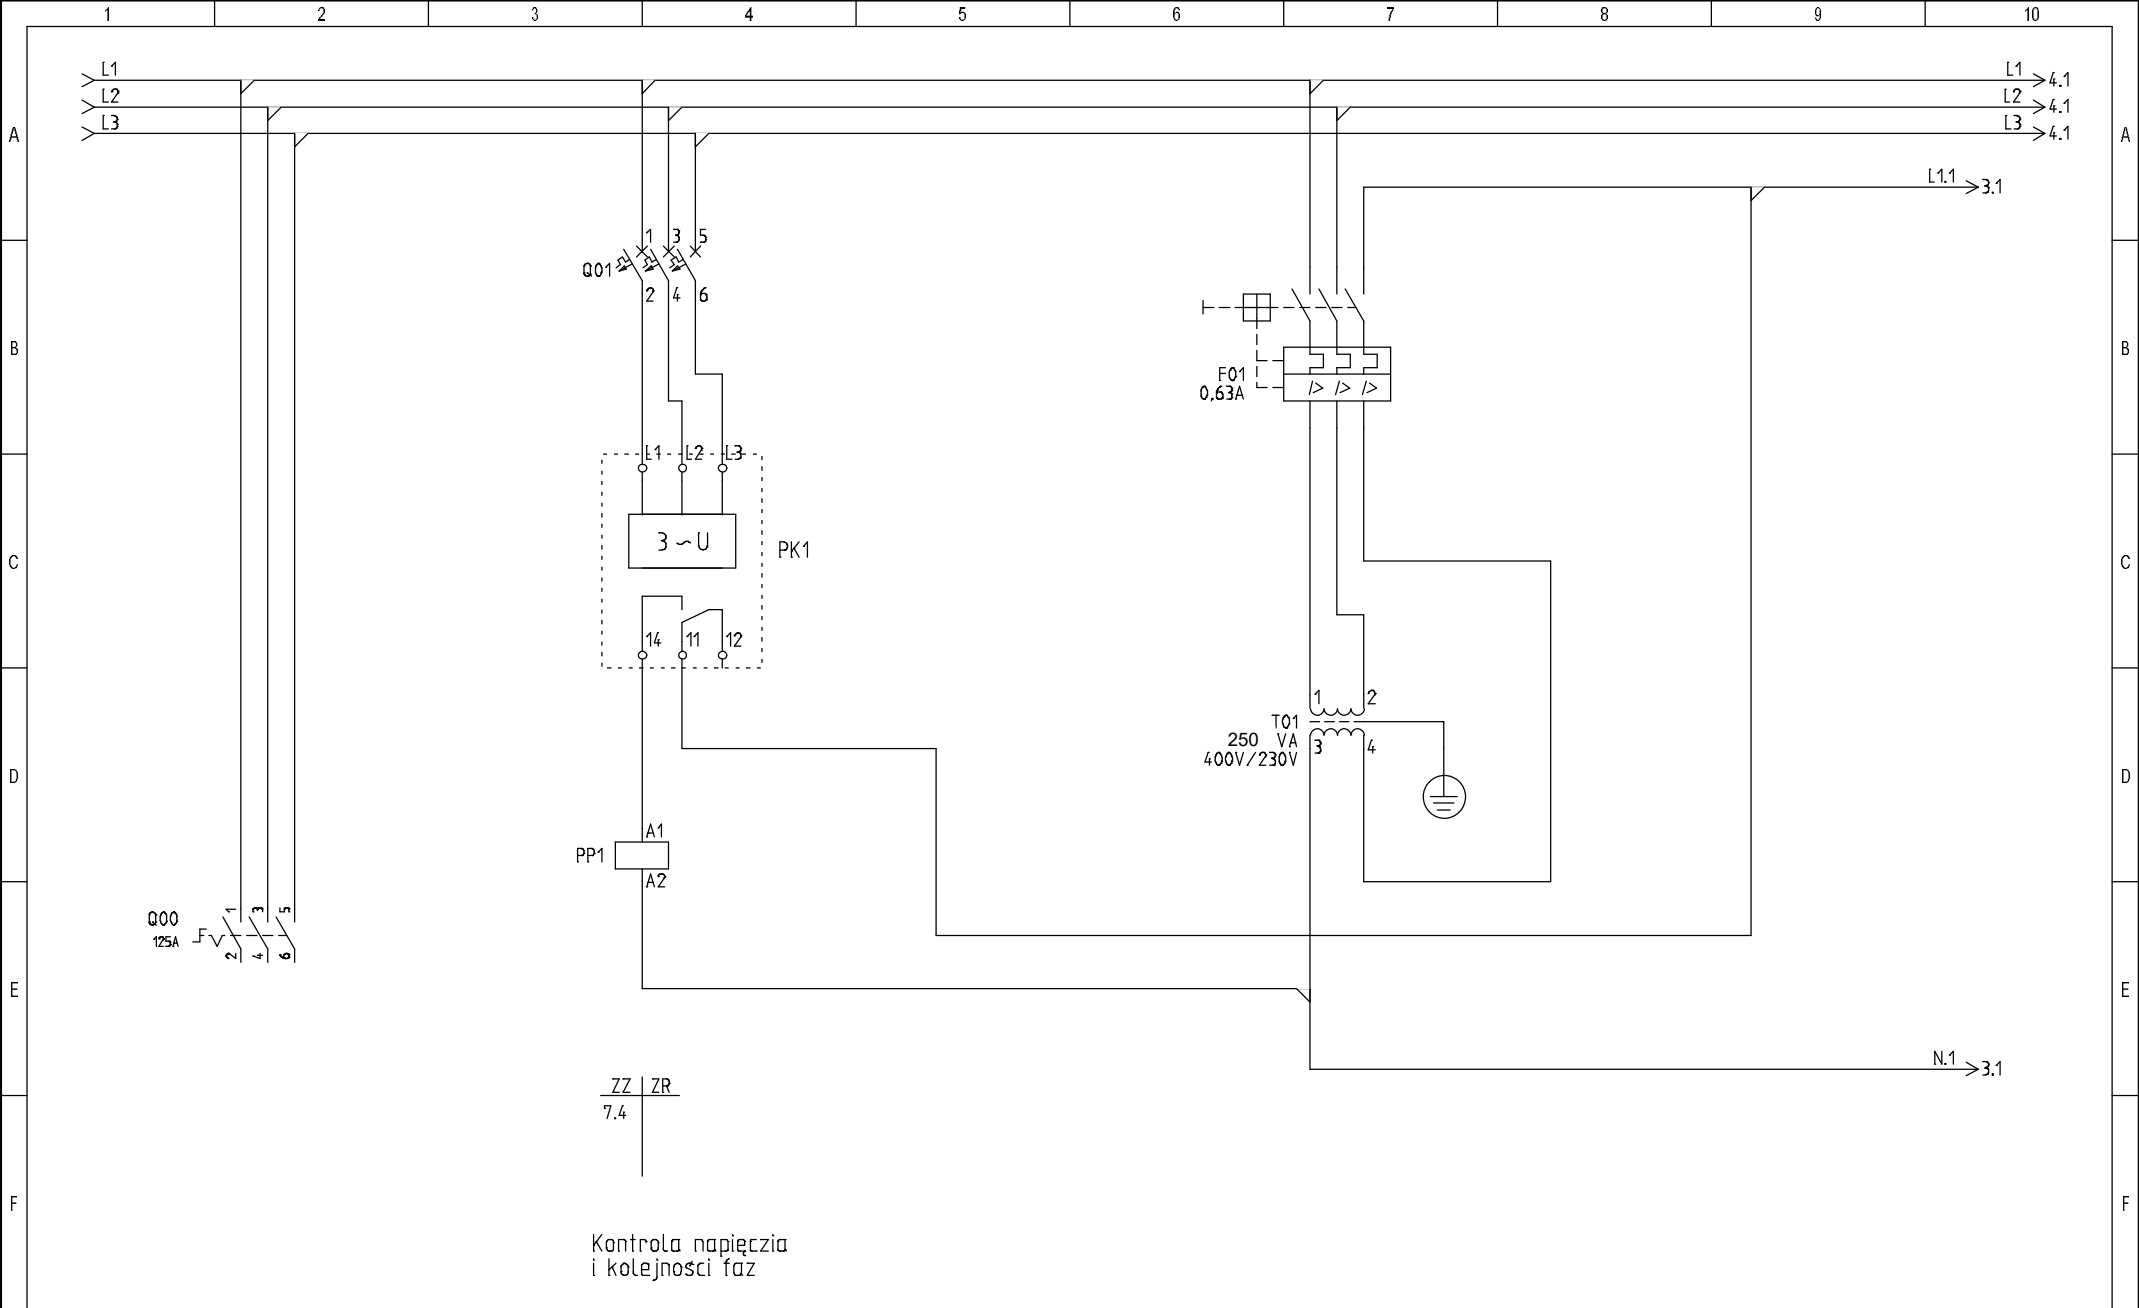 1 2 3 4 5 6 7 8 9 10
L1 L1 4.1
L2 L2 4.1
L3 L3 4.1
A A
L1.1 3.1
1 3 5
Q01
2 4 6
B B
F01
0,63A
I> I> I>
L1 L2 L3
3 ~ U
PK1
C C
14 11 12
1 2
T01
250 VA
3 4
400V/230V
D D
A1
PP1
A2
1 3 5
Q00
125A
2 4 6
E E
N.1 3.1
ZZ ZR
7.4
F F
Kontrola napięczia
i kolejności faz